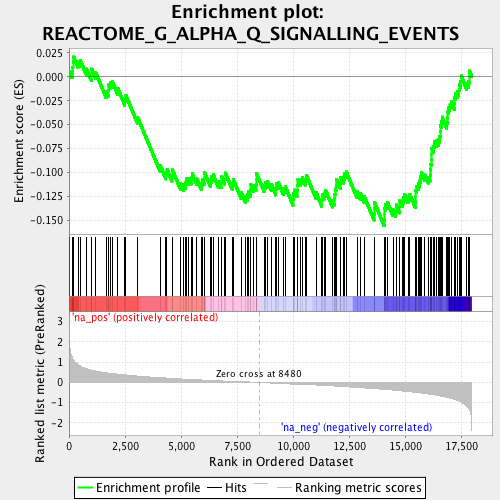 Enrichment plot:
REACTOME_G_ALPHA_Q_SIGNALLING_EVENTS
Enrichment score (ES)
0.025
0.000
-0.025
-0.050
-0.075
-0.100
-0.125
-0.150
'na_pos' (positively correlated)
Ranked list metric (PreRanked)
3
2
1
0
-1
-2
Zero cross at 8480
'na_neg' (negatively correlated)
0
2,500
5,000
7,500
10,000
12,500
15,000
17,500
Rank in Ordered Dataset
Enrichment profile
Hits
Ranking metric scores